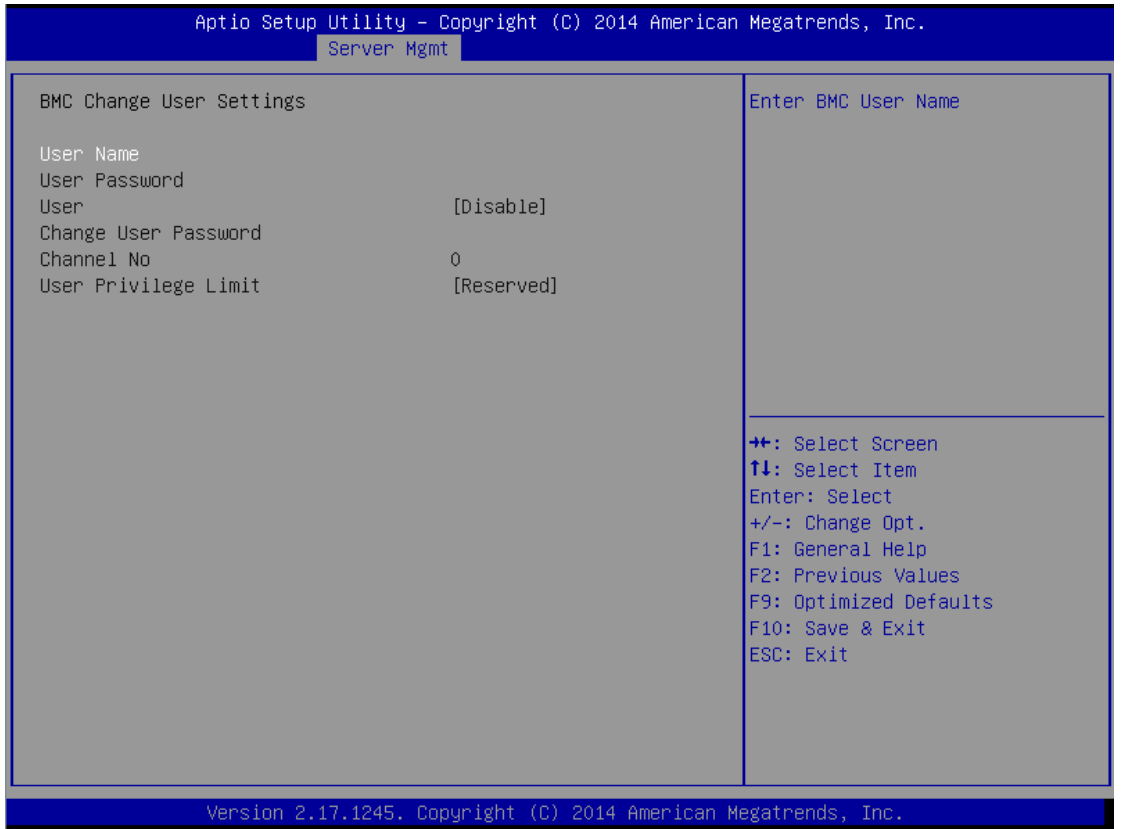 Aptio Setup Utility – Copyright (C) 2014 American Megatrends, Inc.
Server Mgmt
BMC Change User Settings
User Name
User Password
User [Disable]
Change User Password
Channel No 0
User Privilege Limit [Reserved]
Enter BMC User Name
→←: Select Screen
↑↓: Select Item
Enter: Select
+/-: Change Opt.
F1: General Help
F2: Previous Values
F9: Optimized Defaults
F10: Save & Exit
ESC: Exit
Version 2.17.1245. Copyright (C) 2014 American Megatrends, Inc.